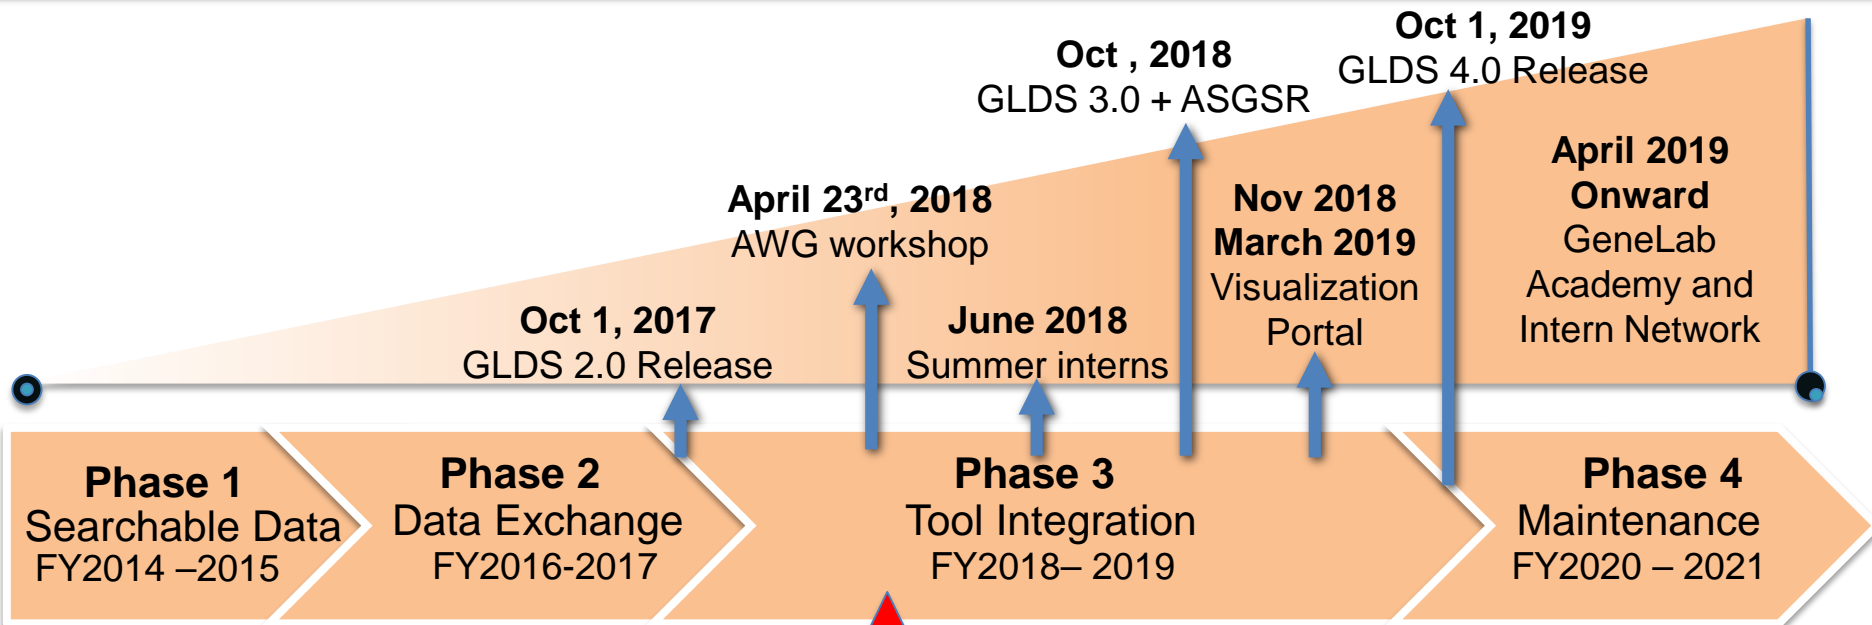 Oct 1, 2019
GLDS 4.0 Release
Oct , 2018
GLDS 3.0 + ASGSR
April 23rd, 2018
AWG workshop
Nov 2018
March 2019
Visualization
Portal
April 2019
Onward
GeneLab
Academy and
Intern Network
Oct 1, 2017
GLDS 2.0 Release
June 2018
Summer interns
Phase 1
Searchable Data
FY2014 –2015
Phase 2
Data Exchange
FY2016-2017
Phase 3
Tool Integration
FY2018– 2019
Phase 4
Maintenance
FY2020 – 2021